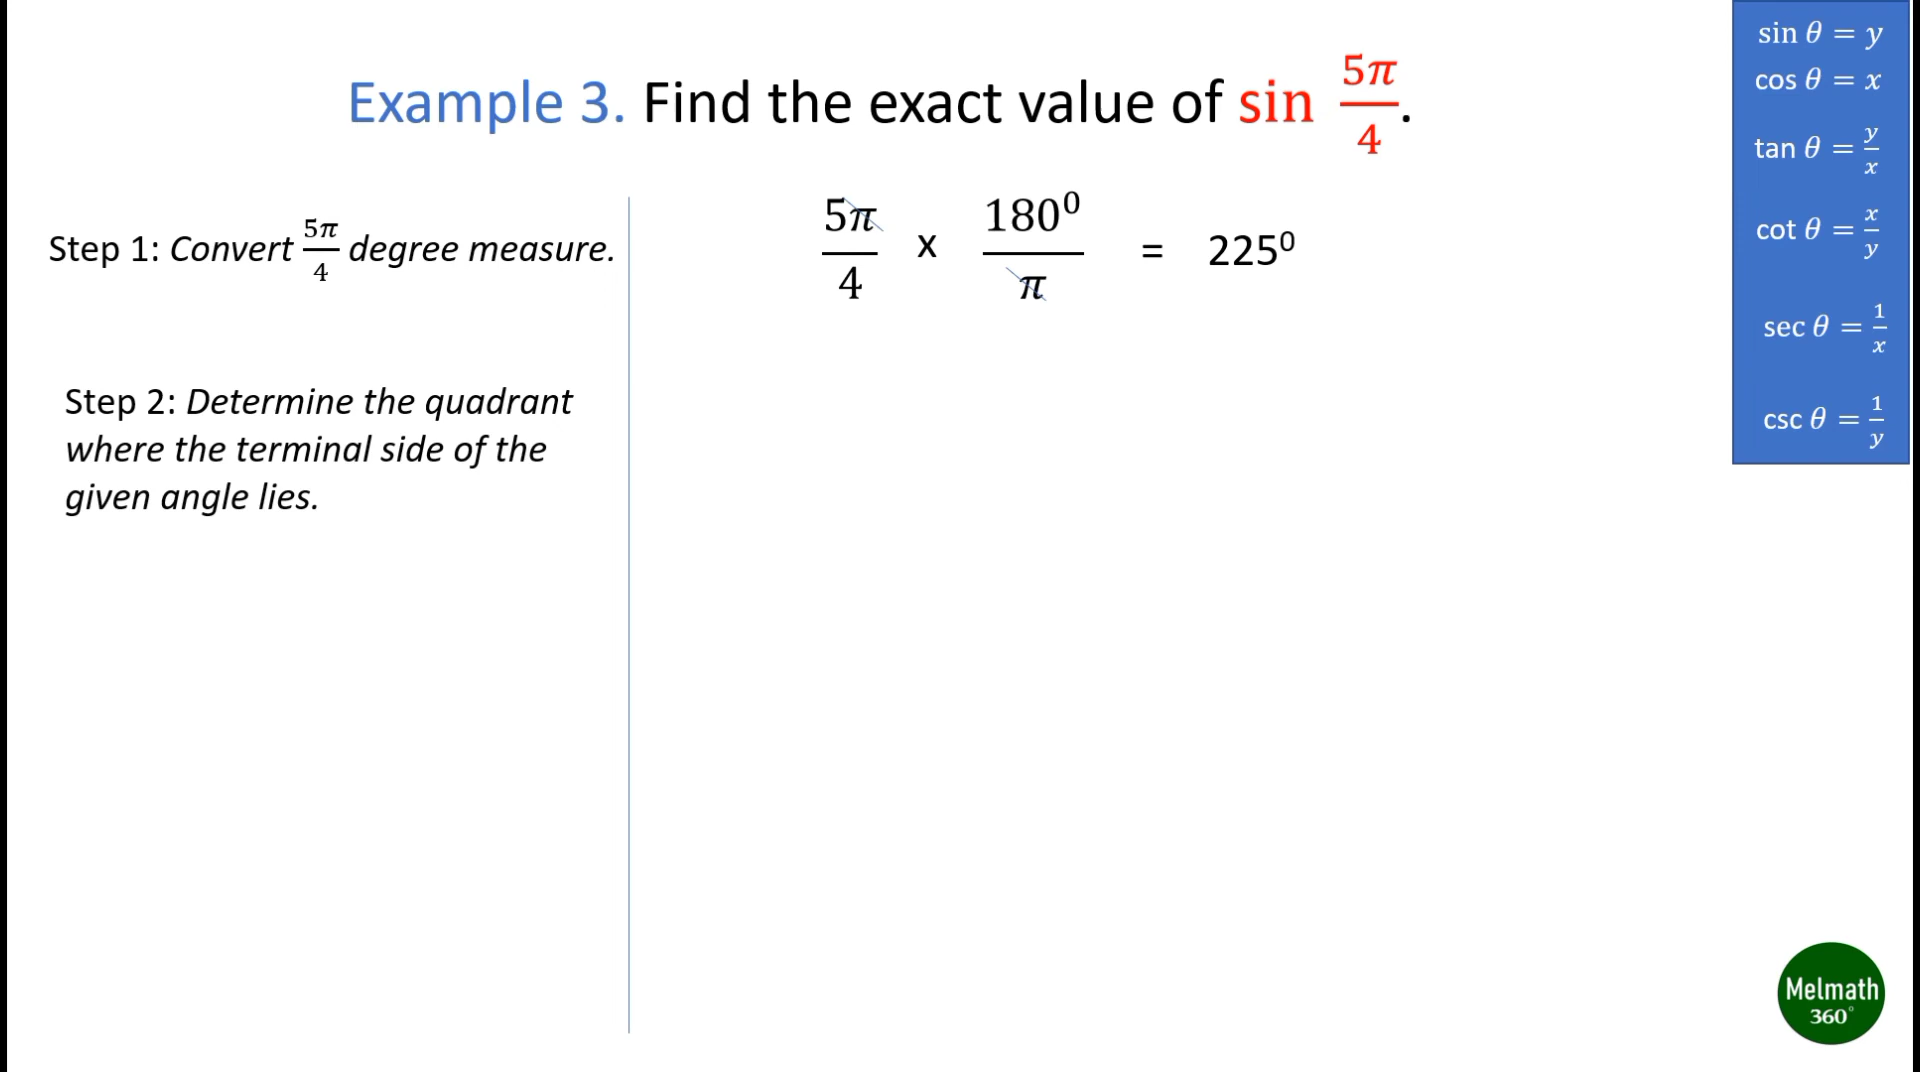 Example 3. Find the exact value of sin 5π/4.
Step 1: Convert 5π/4 degree measure.
5π/4 x 180⁰/π = 225⁰
Step 2: Determine the quadrant
where the terminal side of the
given angle lies.
sin θ = y
cos θ = x
tan θ = y/x
cot θ = x/y
sec θ = 1/x
csc θ = 1/y
Melmath
360°